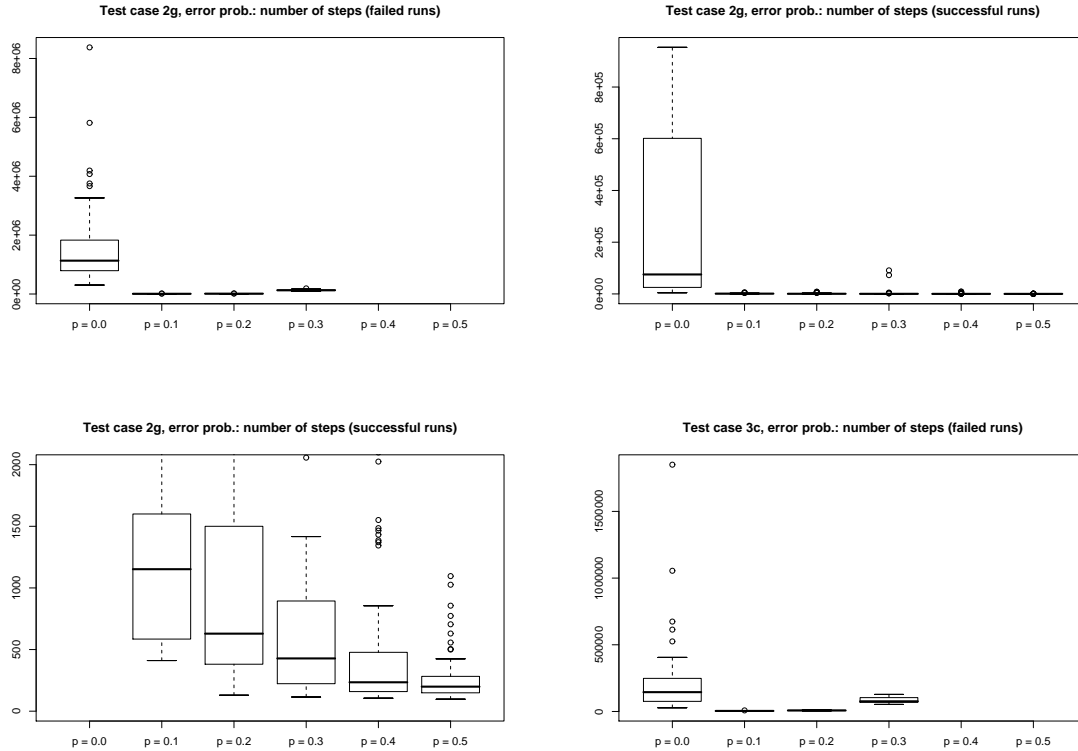 Test case 2g, error prob.: number of steps (failed runs)
8e+06
6e+06
4e+06
2e+06
0e+00
p = 0.0 p = 0.1 p = 0.2 p = 0.3 p = 0.4 p = 0.5
Test case 2g, error prob.: number of steps (successful runs)
8e+05
6e+05
4e+05
2e+05
0e+00
p = 0.0 p = 0.1 p = 0.2 p = 0.3 p = 0.4 p = 0.5
Test case 2g, error prob.: number of steps (successful runs)
2000
1500
1000
500
0
p = 0.0 p = 0.1 p = 0.2 p = 0.3 p = 0.4 p = 0.5
Test case 3c, error prob.: number of steps (failed runs)
1500000
1000000
500000
0
p = 0.0 p = 0.1 p = 0.2 p = 0.3 p = 0.4 p = 0.5